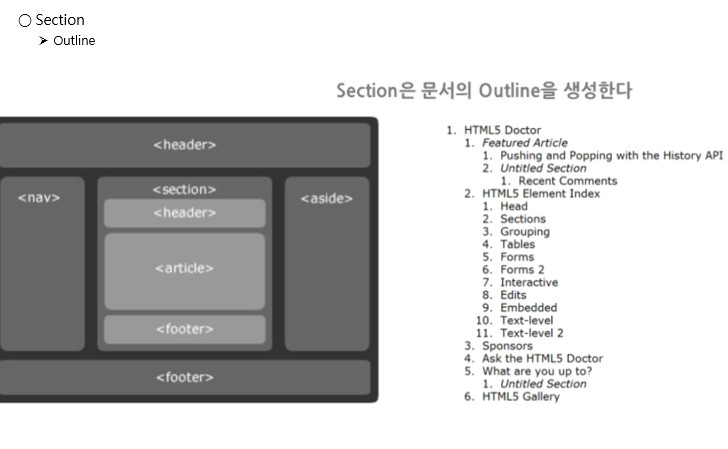 ○ Section
➤ Outline
Section은 문서의 Outline을 생성한다
<header>
<nav>
<section>
<header>
<article>
<footer>
<aside>
<footer>
1. HTML5 Doctor
1. Featured Article
1. Pushing and Popping with the History API
2. Untitled Section
1. Recent Comments
2. HTML5 Element Index
1. Head
2. Sections
3. Grouping
4. Tables
5. Forms
6. Forms 2
7. Interactive
8. Edits
9. Embedded
10. Text-level
11. Text-level 2
3. Sponsors
4. Ask the HTML5 Doctor
5. What are you up to?
1. Untitled Section
6. HTML5 Gallery